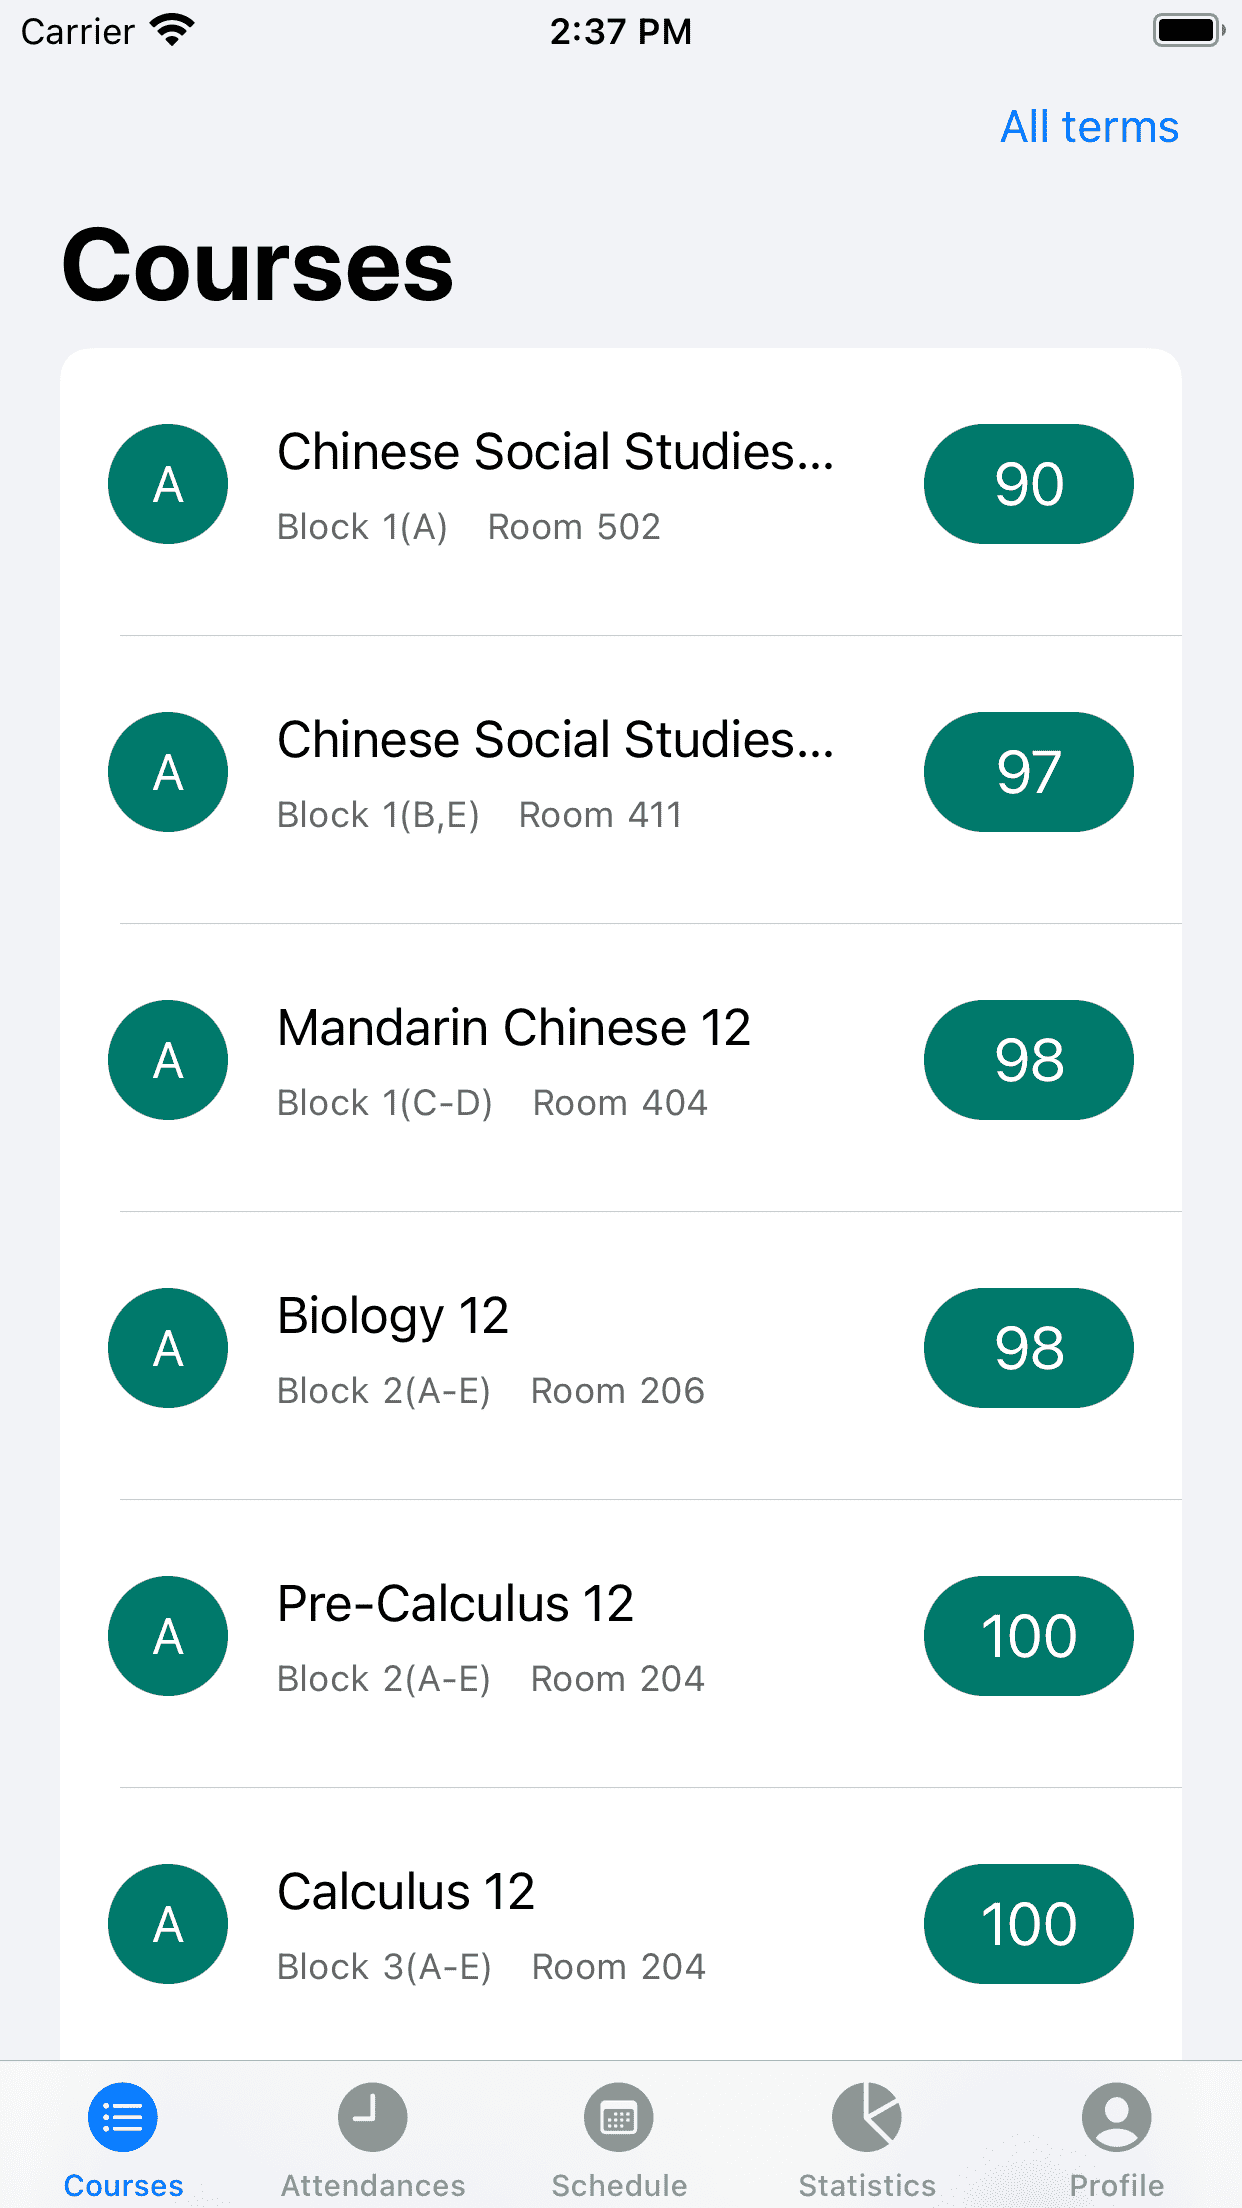 Carrier 2:37 PM
All terms
Courses
A Chinese Social Studies... 90
Block 1(A) Room 502
A Chinese Social Studies... 97
Block 1(B,E) Room 411
A Mandarin Chinese 12 98
Block 1(C-D) Room 404
A Biology 12 98
Block 2(A-E) Room 206
A Pre-Calculus 12 100
Block 2(A-E) Room 204
A Calculus 12 100
Block 3(A-E) Room 204
Courses Attendances Schedule Statistics Profile